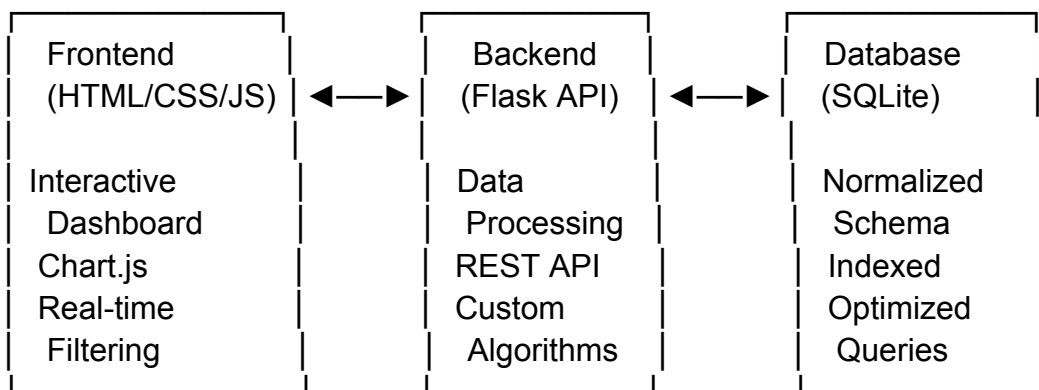 Frontend
(HTML/CSS/JS)
Interactive
Dashboard
Chart.js
Real-time
Filtering
Backend
(Flask API)
Data
Processing
REST API
Custom
Algorithms
Database
(SQLite)
Normalized
Schema
Indexed
Optimized
Queries